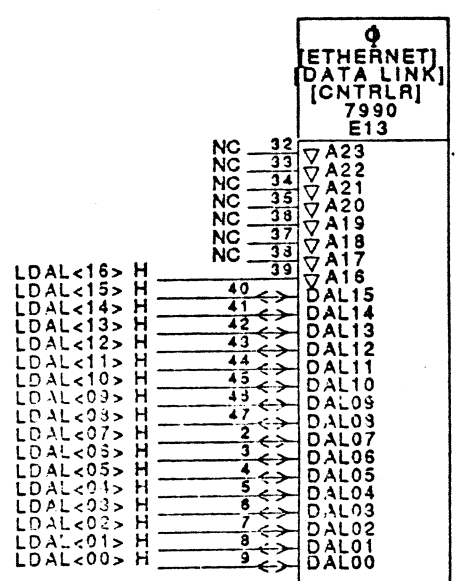 Φ
[ETHERNET]
[DATA LINK]
[CNTRLR]
7990
E13
NC 32 ▽ A23
NC 33 ▽ A22
NC 34 ▽ A21
NC 35 ▽ A20
NC 36 ▽ A19
NC 37 ▽ A18
NC 38 ▽ A17
LDAL<16> H 39 ▽ A16
LDAL<15> H 40 <-> DAL15
LDAL<14> H 41 <-> DAL14
LDAL<13> H 42 <-> DAL13
LDAL<12> H 43 <-> DAL12
LDAL<11> H 44 <-> DAL11
LDAL<10> H 45 <-> DAL10
LDAL<09> H 46 <-> DAL09
LDAL<08> H 47 <-> DAL08
LDAL<07> H 2 <-> DAL07
LDAL<06> H 3 <-> DAL06
LDAL<05> H 4 <-> DAL05
LDAL<04> H 5 <-> DAL04
LDAL<03> H 6 <-> DAL03
LDAL<02> H 7 <-> DAL02
LDAL<01> H 8 <-> DAL01
LDAL<00> H 9 <-> DAL00